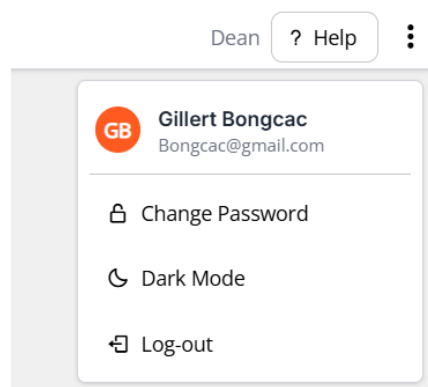 Dean ? Help
GB Gillert Bongcac
Bongcac@gmail.com
Change Password
Dark Mode
Log-out